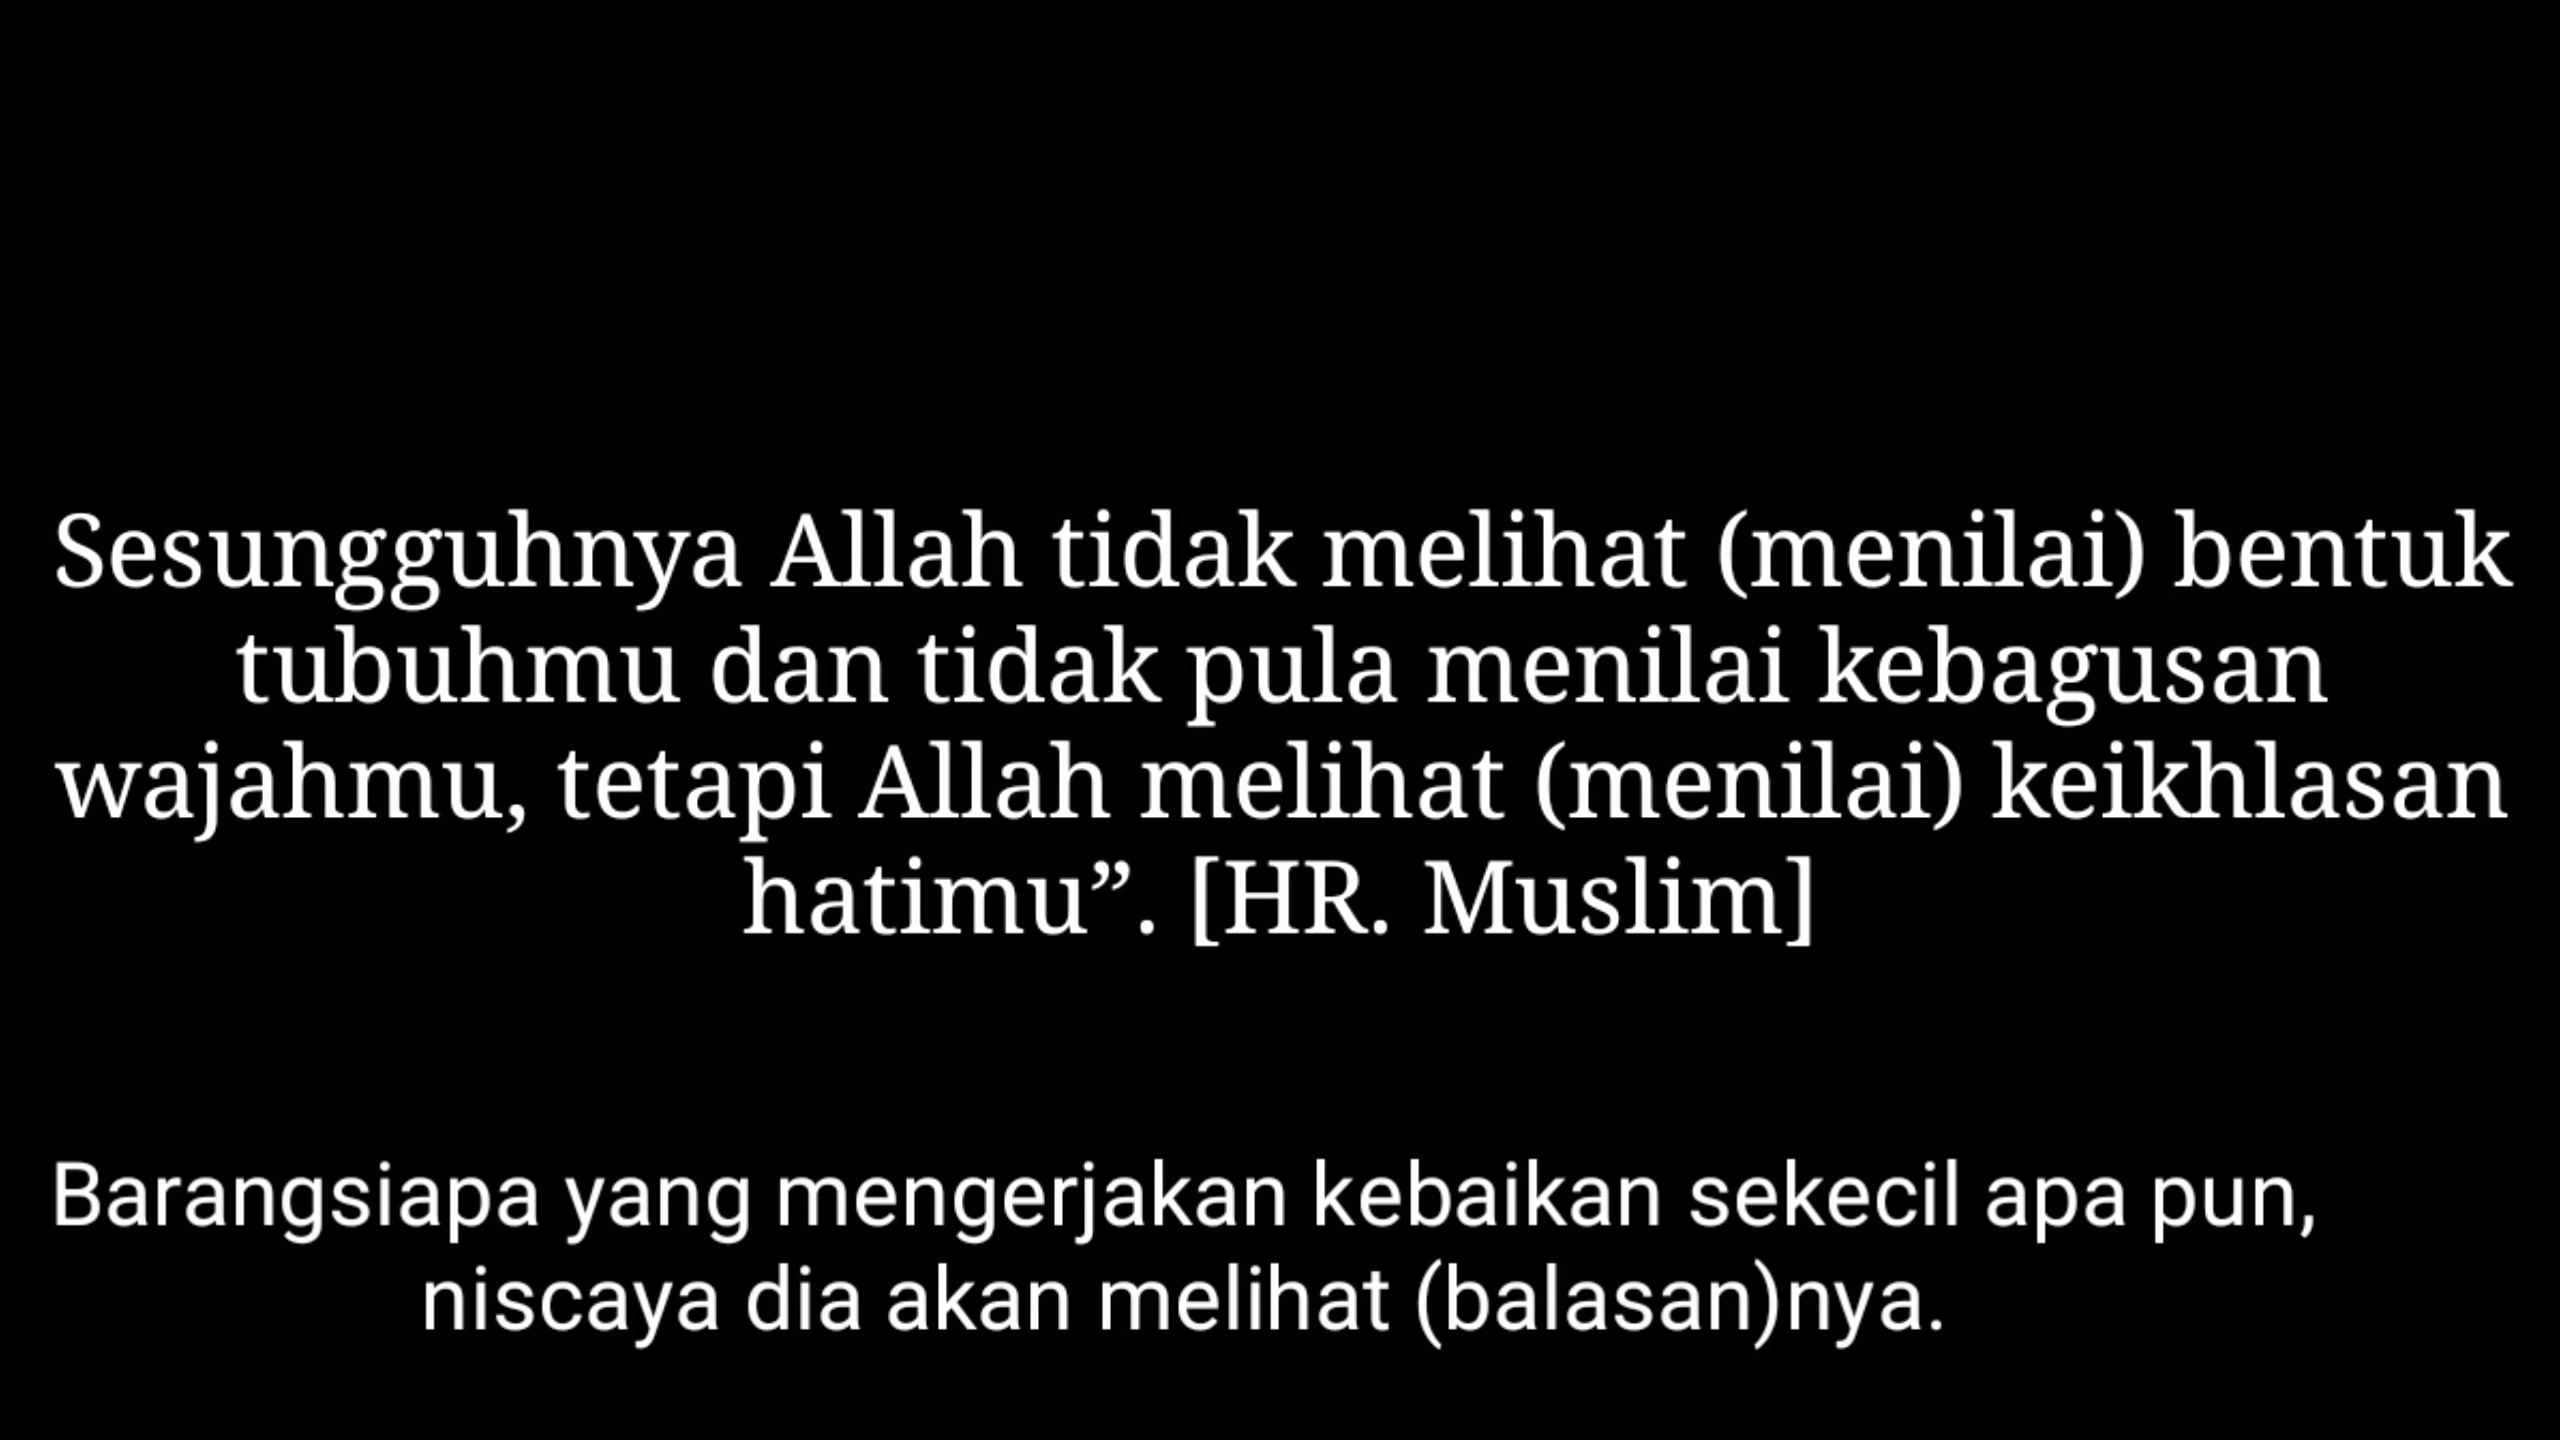 Sesungguhnya Allah tidak melihat (menilai) bentuk
tubuhmu dan tidak pula menilai kebagusan
wajahmu, tetapi Allah melihat (menilai) keikhlasan
hatimu”. [HR. Muslim]
Barangsiapa yang mengerjakan kebaikan sekecil apa pun,
niscaya dia akan melihat (balasan)nya.